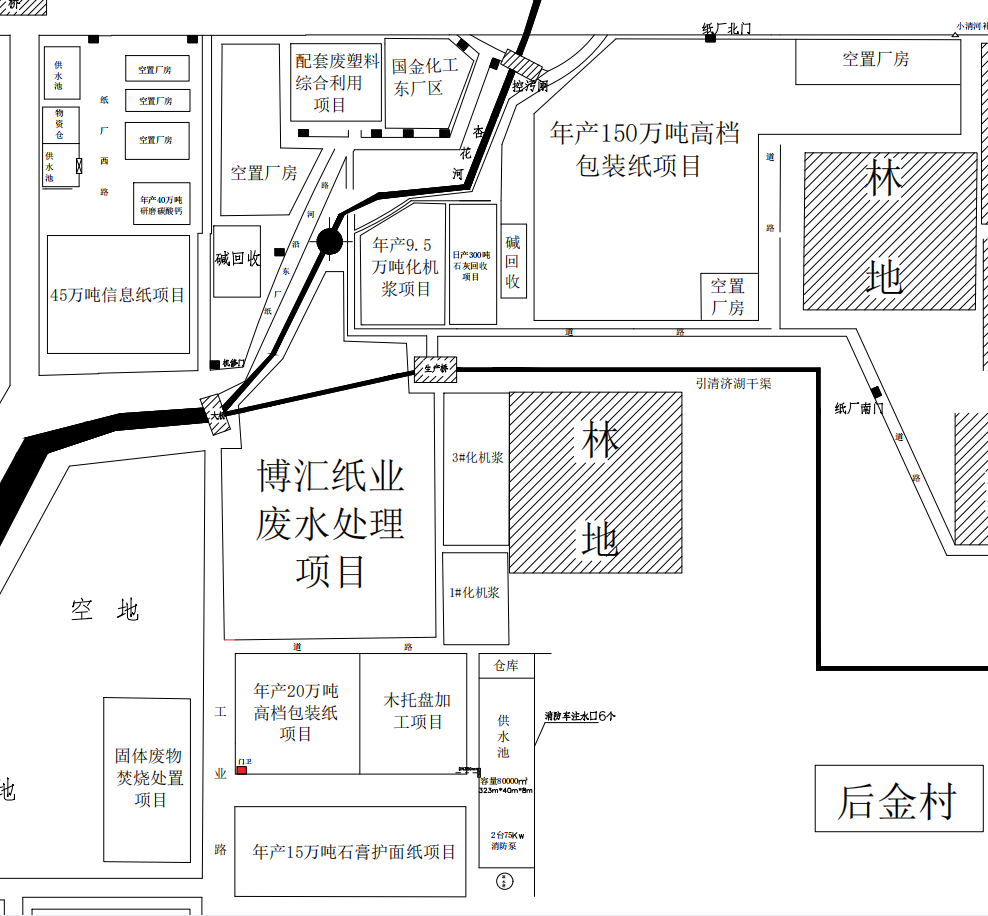 桥
纸厂北门
小清河补
供水池
空置厂房
空置厂房
空置厂房
物资仓
供水池
纸厂西路
年产40万吨
研磨碳酸钙
45万吨信息纸项目
配套废塑料
综合利用
项目
国金化工
东厂区
控污闸
杏花河
空置厂房
碱回收
纸厂东沿河路
年产9.5
万吨化机
浆项目
日产300吨
石灰回收
项目
碱回收
年产150万吨高档
包装纸项目
空置厂房
空置
厂房
道路
林地
道路
机修门
大桥
生产桥
引清济湖干渠
纸厂南门
道路
博汇纸业
废水处理
项目
3#化机浆
林地
1#化机浆
空地
道路
年产20万吨
高档包装纸
项目
木托盘加
工项目
仓库
供水池
消防车注水口6个
门卫
容量80000m³
323m*40m*8m
2台75Kw
消防泵
工业路
固体废物
焚烧处置
项目
地
年产15万吨石膏护面纸项目
后金村